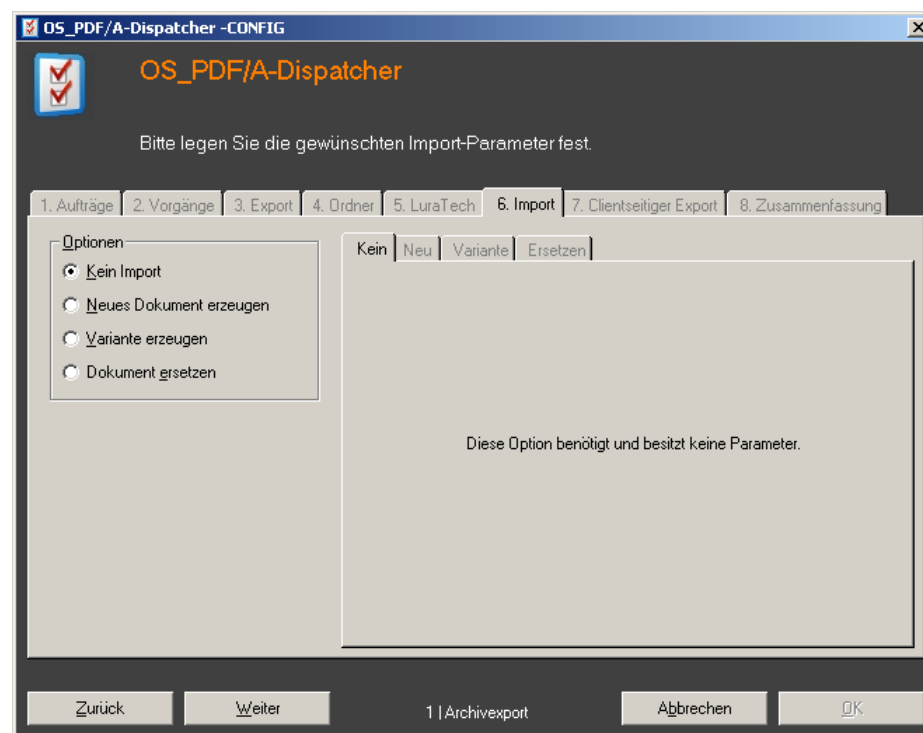 OS_PDF/A-Dispatcher -CONFIG
OS_PDF/A-Dispatcher
Bitte legen Sie die gewünschten Import-Parameter fest.
1. Aufträge 2. Vorgänge 3. Export 4. Ordner 5. LuraTech 6. Import 7. Clientseitiger Export 8. Zusammenfassung
Optionen
Kein Import
Neues Dokument erzeugen
Variante erzeugen
Dokument ersetzen
Kein Neu Variante Ersetzen
Diese Option benötigt und besitzt keine Parameter.
Zurück Weiter 1 | Archivexport Abbrechen OK